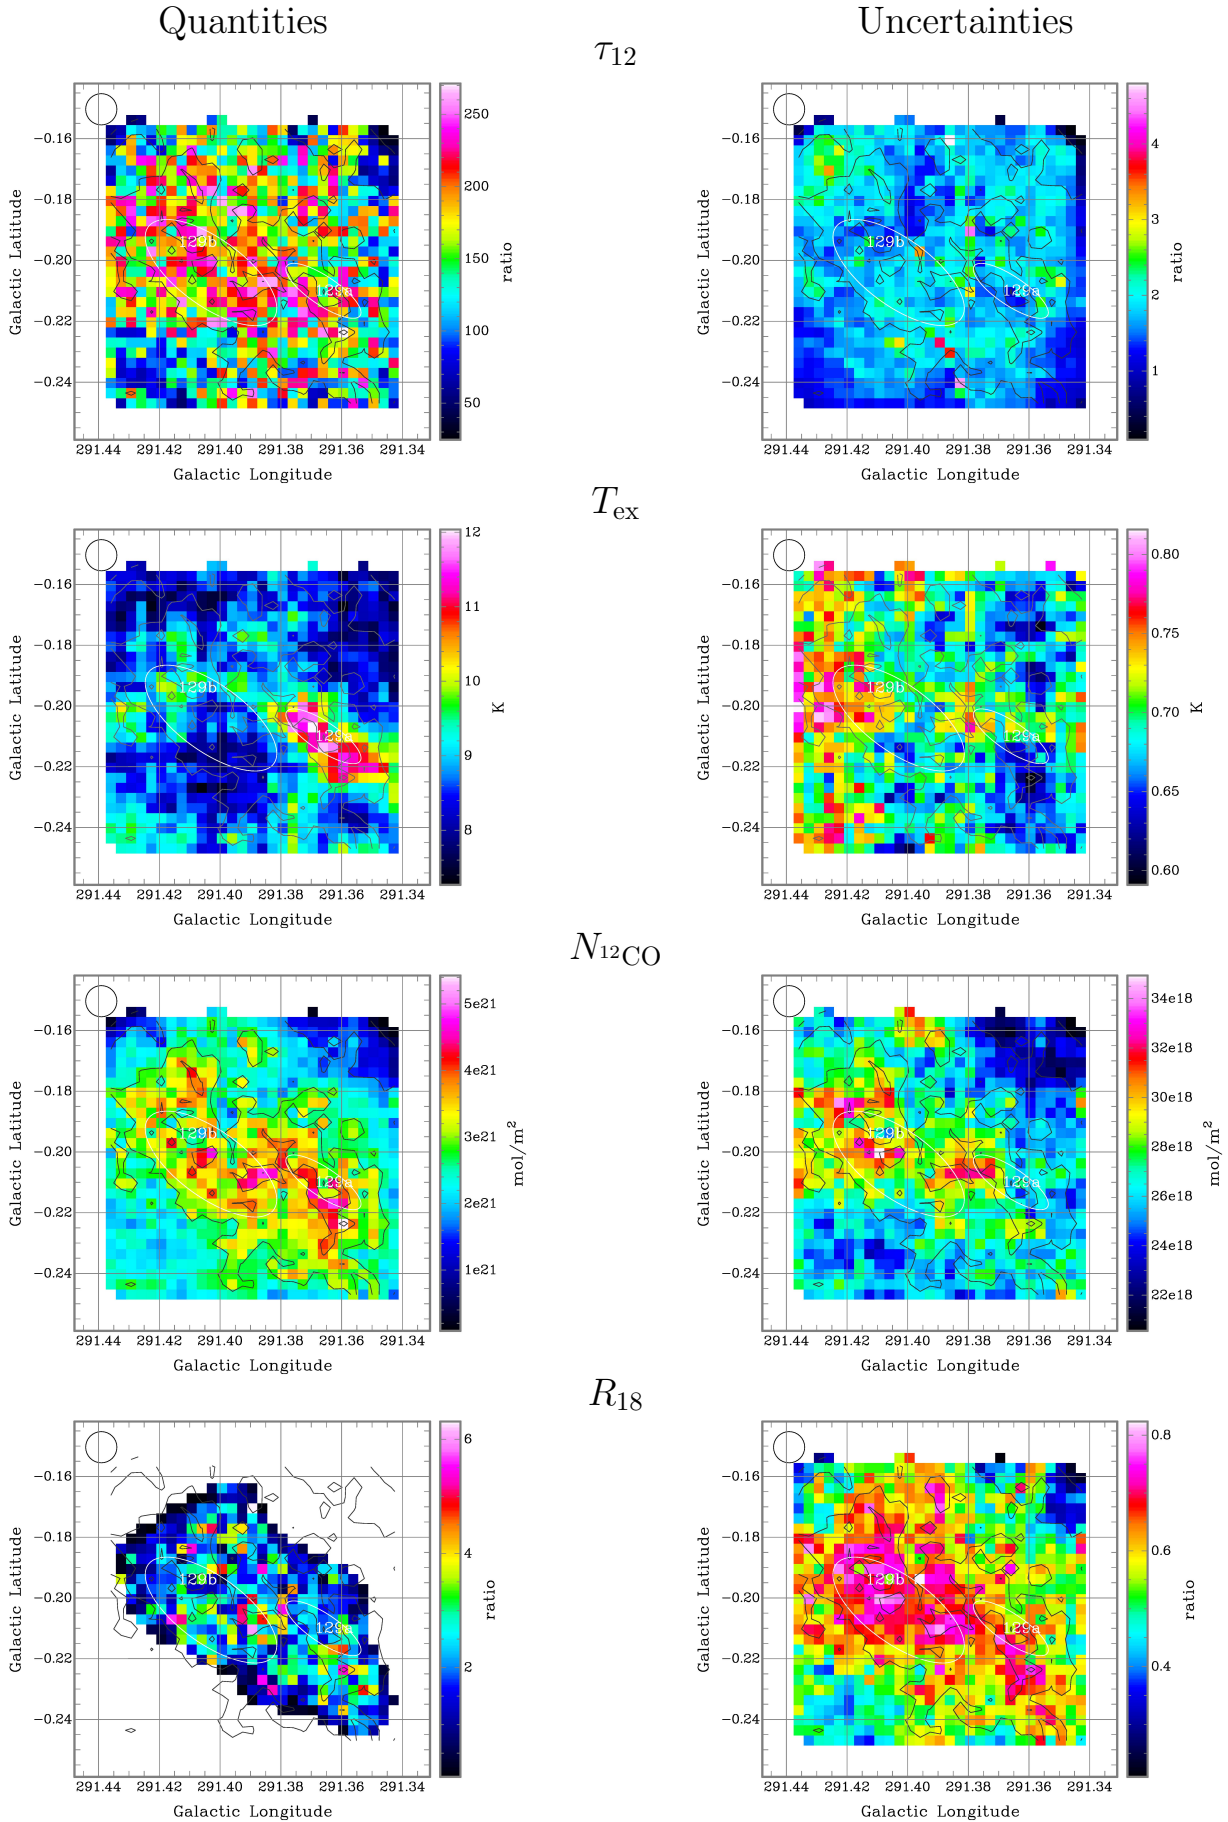 Quantities Uncertainties
τ12
250
200
150
100
50
ratio
−0.16
−0.18
−0.20
−0.22
−0.24
Galactic Latitude
129b
129a
291.44 291.42 291.40 291.38 291.36 291.34
Galactic Longitude
4
3
2
1
ratio
−0.16
−0.18
−0.20
−0.22
−0.24
Galactic Latitude
129b
129a
291.44 291.42 291.40 291.38 291.36 291.34
Galactic Longitude
Tex
12
11
10
9
8
K
−0.16
−0.18
−0.20
−0.22
−0.24
Galactic Latitude
129b
129a
291.44 291.42 291.40 291.38 291.36 291.34
Galactic Longitude
0.80
0.75
0.70
0.65
0.60
K
−0.16
−0.18
−0.20
−0.22
−0.24
Galactic Latitude
129b
129a
291.44 291.42 291.40 291.38 291.36 291.34
Galactic Longitude
N12CO
5e21
4e21
3e21
2e21
1e21
mol/m²
−0.16
−0.18
−0.20
−0.22
−0.24
Galactic Latitude
129b
129a
291.44 291.42 291.40 291.38 291.36 291.34
Galactic Longitude
34e18
32e18
30e18
28e18
26e18
24e18
22e18
mol/m²
−0.16
−0.18
−0.20
−0.22
−0.24
Galactic Latitude
129b
129a
291.44 291.42 291.40 291.38 291.36 291.34
Galactic Longitude
R18
6
4
2
ratio
−0.16
−0.18
−0.20
−0.22
−0.24
Galactic Latitude
129b
129a
291.44 291.42 291.40 291.38 291.36 291.34
Galactic Longitude
0.8
0.6
0.4
ratio
−0.16
−0.18
−0.20
−0.22
−0.24
Galactic Latitude
129b
129a
291.44 291.42 291.40 291.38 291.36 291.34
Galactic Longitude